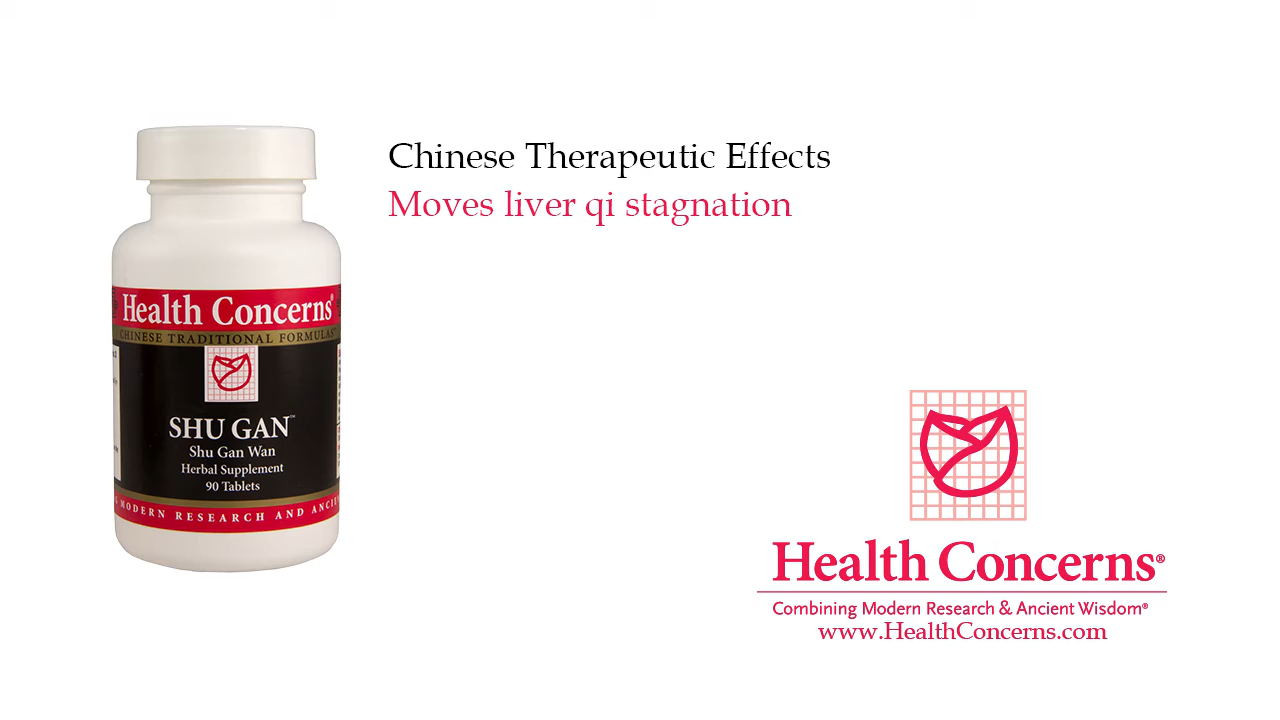 Chinese Therapeutic Effects
Moves liver qi stagnation
Health Concerns®
CHINESE TRADITIONAL FORMULAS
SHU GAN™
Shu Gan Wan
Herbal Supplement
90 Tablets
MODERN RESEARCH AND
Health Concerns®
Combining Modern Research & Ancient Wisdom®
www.HealthConcerns.com